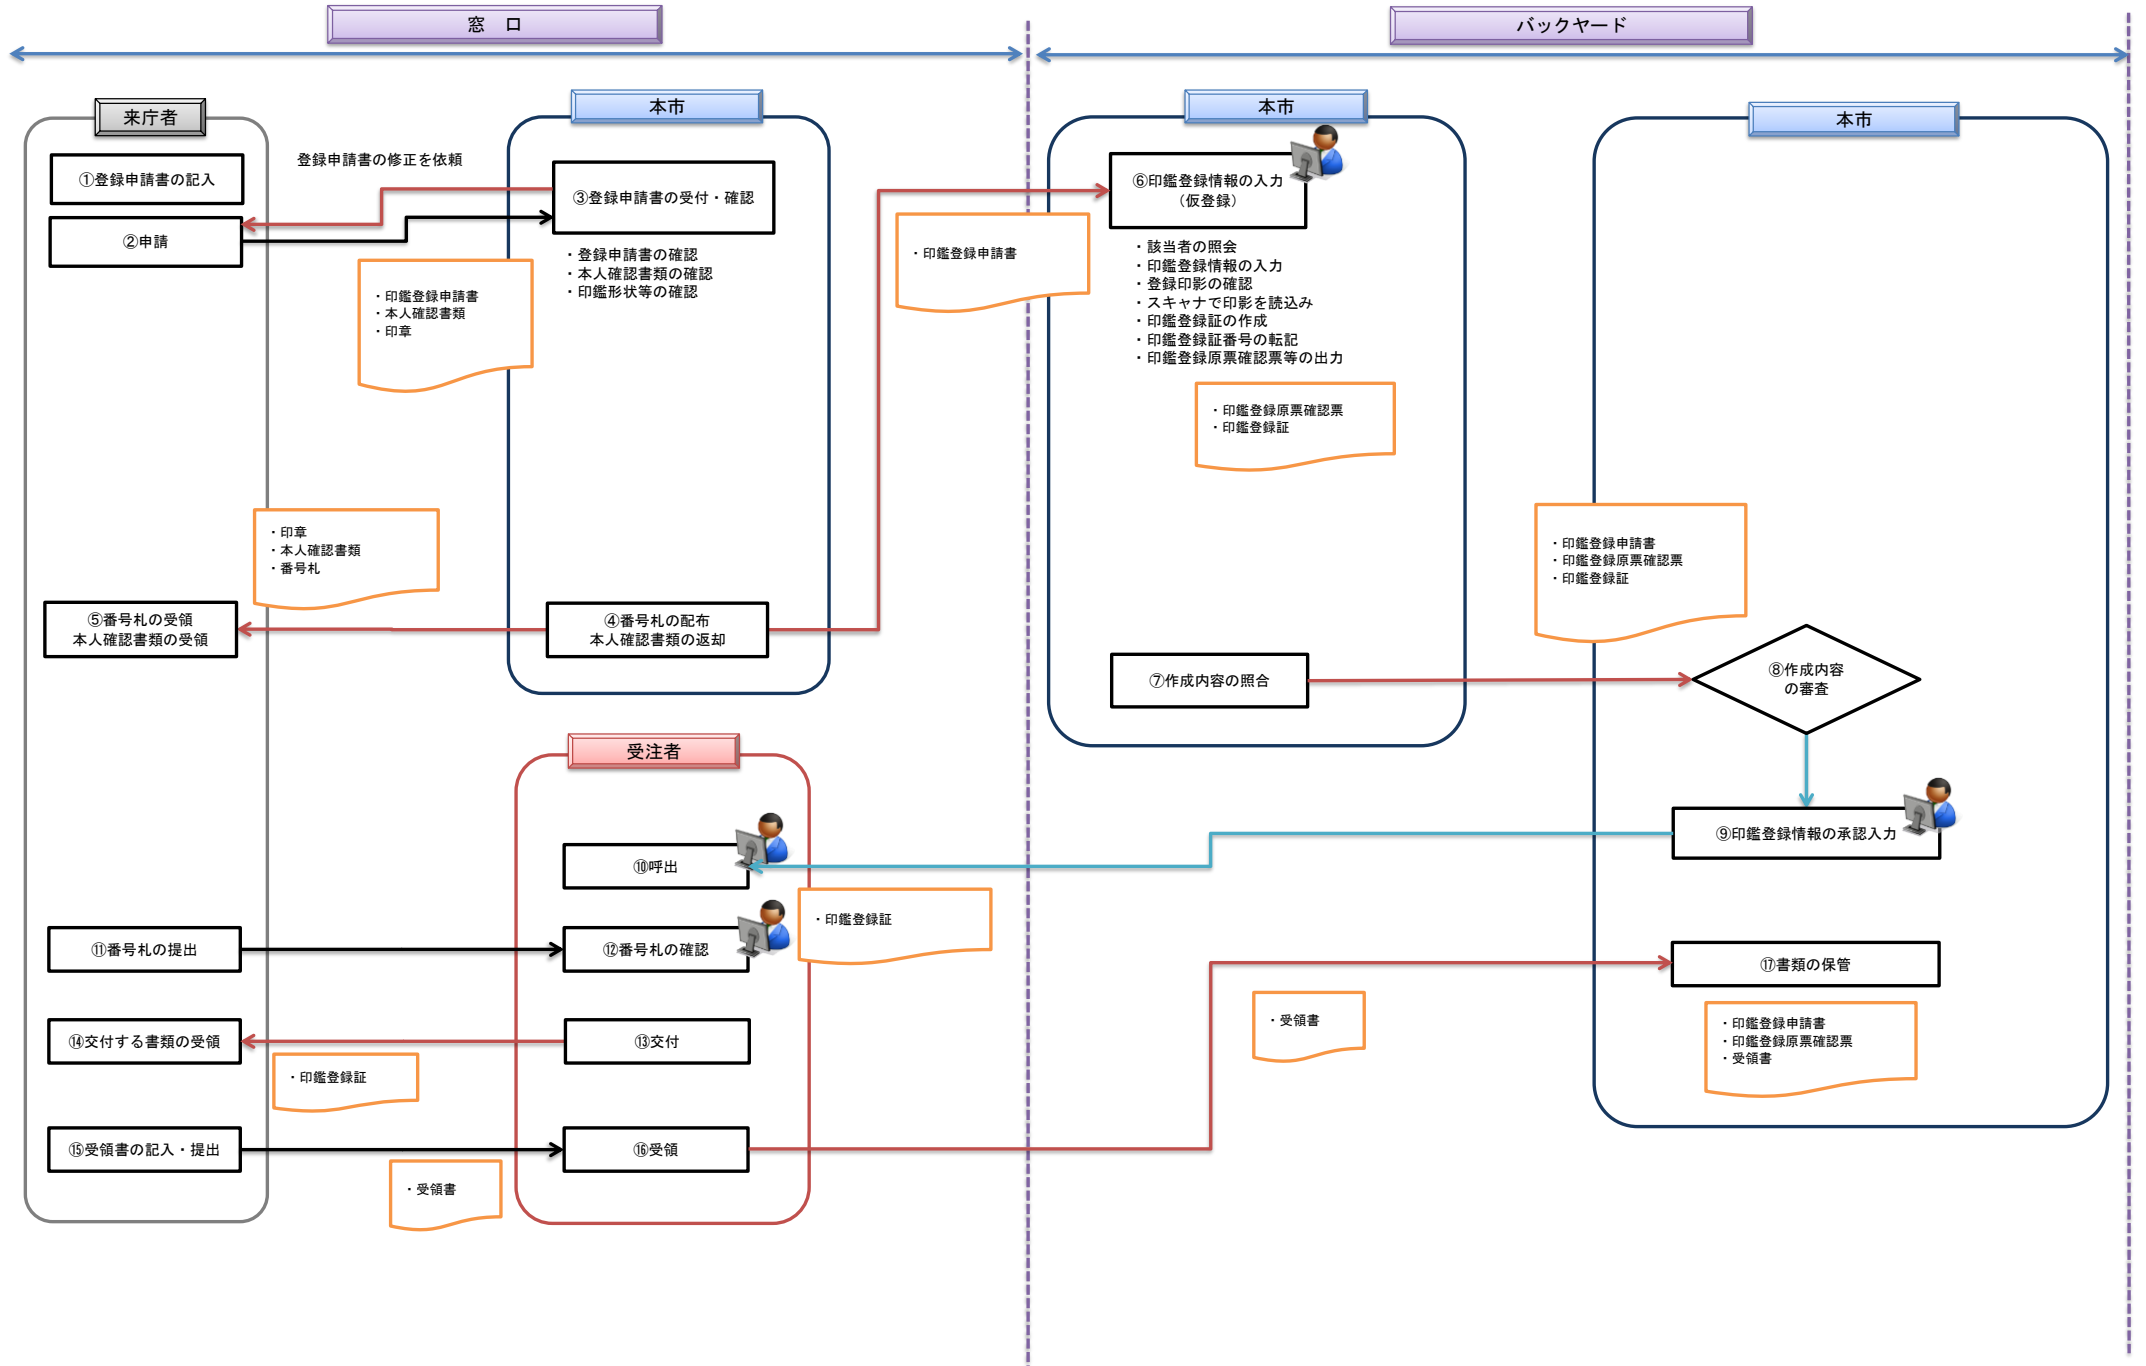 窓　口
バックヤード
来庁者
本市
本市
本市
①登録申請書の記入
登録申請書の修正を依頼
②申請
③登録申請書の受付・確認
・登録申請書の確認
・本人確認書類の確認
・印鑑形状等の確認
・印鑑登録申請書
・本人確認書類
・印章
・印鑑登録申請書
⑥印鑑登録情報の入力
（仮登録）
・該当者の照会
・印鑑登録情報の入力
・登録印影の確認
・スキャナで印影を読込み
・印鑑登録証の作成
・印鑑登録証番号の転記
・印鑑登録原票確認票等の出力
・印鑑登録原票確認票
・印鑑登録証
・印章
・本人確認書類
・番号札
⑤番号札の受領
本人確認書類の受領
④番号札の配布
本人確認書類の返却
・印鑑登録申請書
・印鑑登録原票確認票
・印鑑登録証
⑦作成内容の照合
⑧作成内容
の審査
受注者
⑨印鑑登録情報の承認入力
⑩呼出
・印鑑登録証
⑪番号札の提出
⑫番号札の確認
⑰書類の保管
・印鑑登録申請書
・印鑑登録原票確認票
・受領書
・受領書
⑭交付する書類の受領
⑬交付
・印鑑登録証
⑮受領書の記入・提出
⑯受領
・受領書